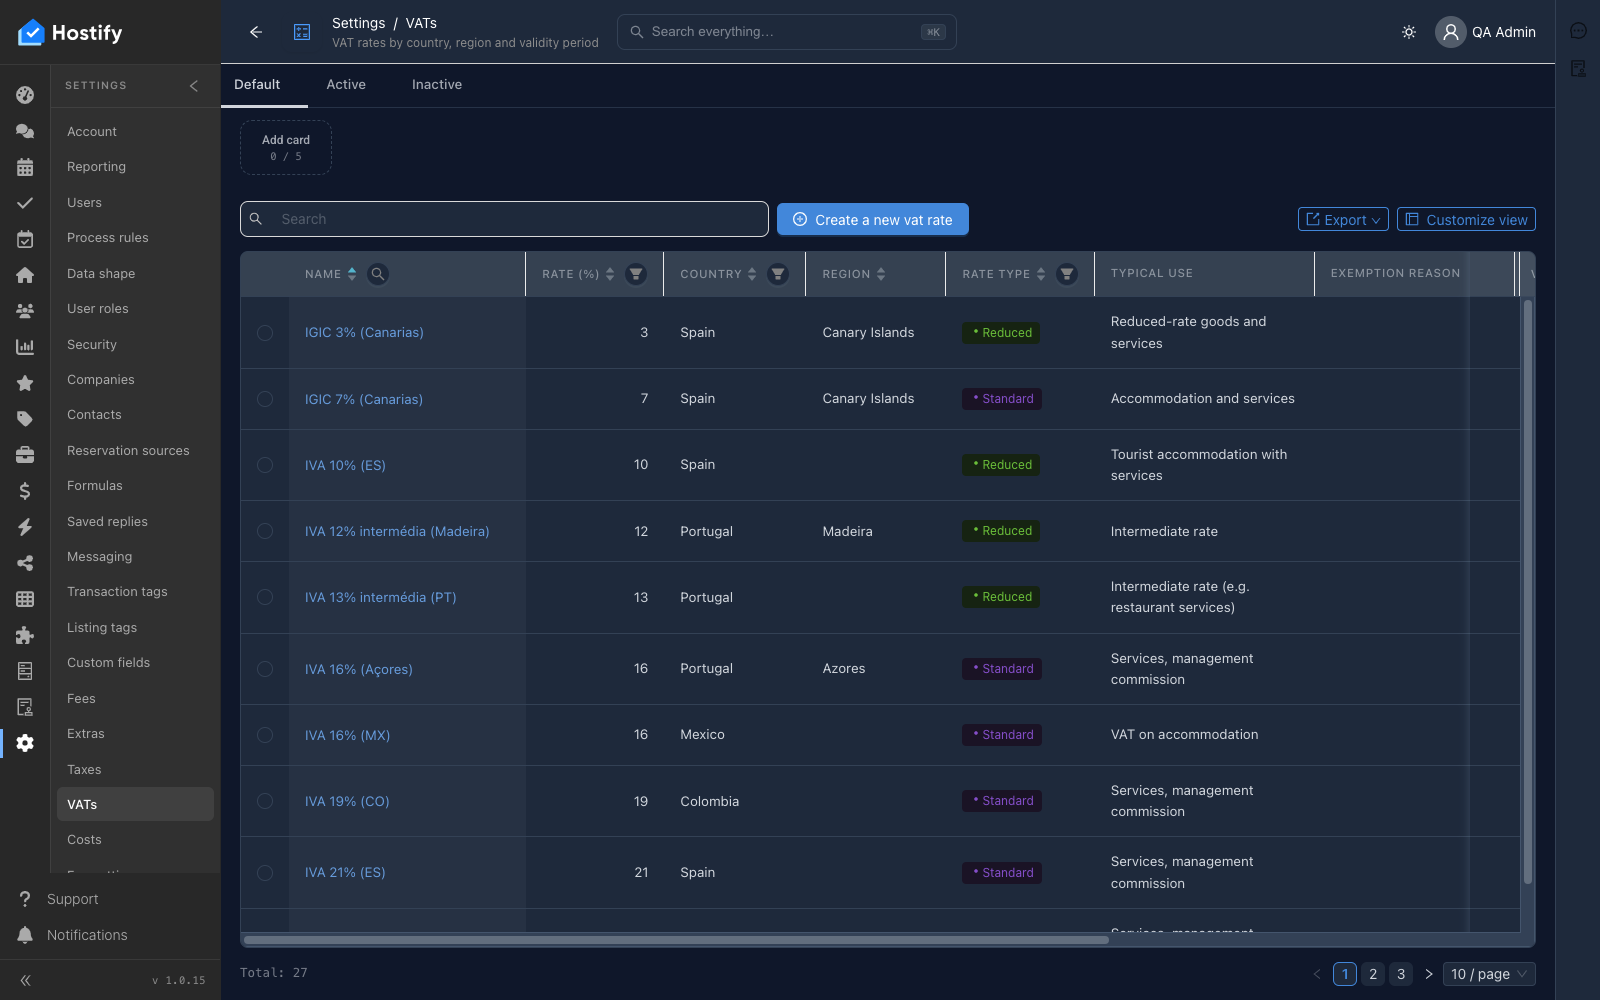 Hostify
Settings / VATs
VAT rates by country, region and validity period
Search everything...
⌘K
QA Admin
SETTINGS
Account
Reporting
Users
Process rules
Data shape
User roles
Security
Companies
Contacts
Reservation sources
Formulas
Saved replies
Messaging
Transaction tags
Listing tags
Custom fields
Fees
Extras
Taxes
VATs
Costs
Support
Notifications
v 1.0.15
Default
Active
Inactive
Add card
0 / 5
Search
Create a new vat rate
Export
Customize view
NAME
RATE (%)
COUNTRY
REGION
RATE TYPE
TYPICAL USE
EXEMPTION REASON
IGIC 3% (Canarias)
3
Spain
Canary Islands
Reduced
Reduced-rate goods and
services
IGIC 7% (Canarias)
7
Spain
Canary Islands
Standard
Accommodation and services
IVA 10% (ES)
10
Spain
Reduced
Tourist accommodation with
services
IVA 12% intermédia (Madeira)
12
Portugal
Madeira
Reduced
Intermediate rate
IVA 13% intermédia (PT)
13
Portugal
Reduced
Intermediate rate (e.g.
restaurant services)
IVA 16% (Açores)
16
Portugal
Azores
Standard
Services, management
commission
IVA 16% (MX)
16
Mexico
Standard
VAT on accommodation
IVA 19% (CO)
19
Colombia
Standard
Services, management
commission
IVA 21% (ES)
21
Spain
Standard
Services, management
commission
Services, management
Total: 27
1
2
3
10 / page